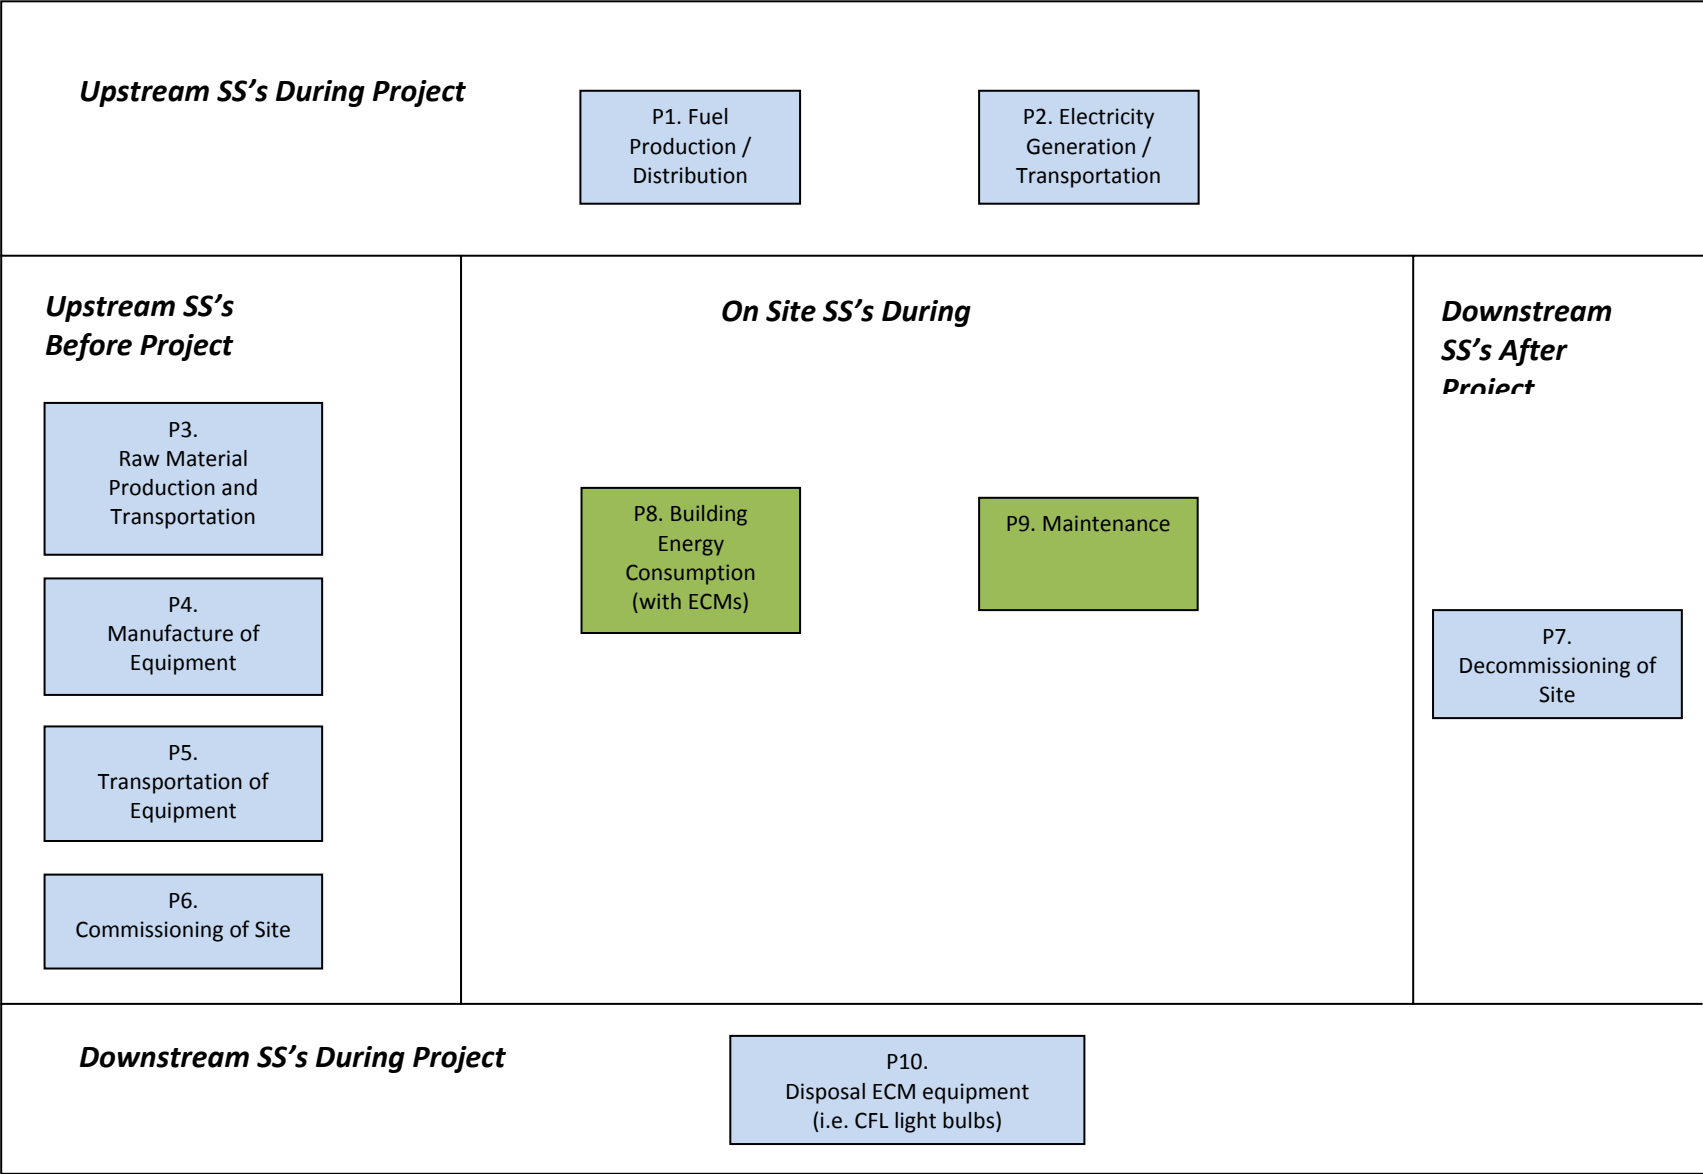 Upstream SS’s During Project
P1. Fuel
Production /
Distribution
P2. Electricity
Generation /
Transportation
Upstream SS’s
Before Project
P3.
Raw Material
Production and
Transportation
P4.
Manufacture of
Equipment
P5.
Transportation of
Equipment
P6.
Commissioning of Site
On Site SS’s During
P8. Building
Energy
Consumption
(with ECMs)
P9. Maintenance
Downstream
SS’s After
Project
P7.
Decommissioning of
Site
Downstream SS’s During Project
P10.
Disposal ECM equipment
(i.e. CFL light bulbs)